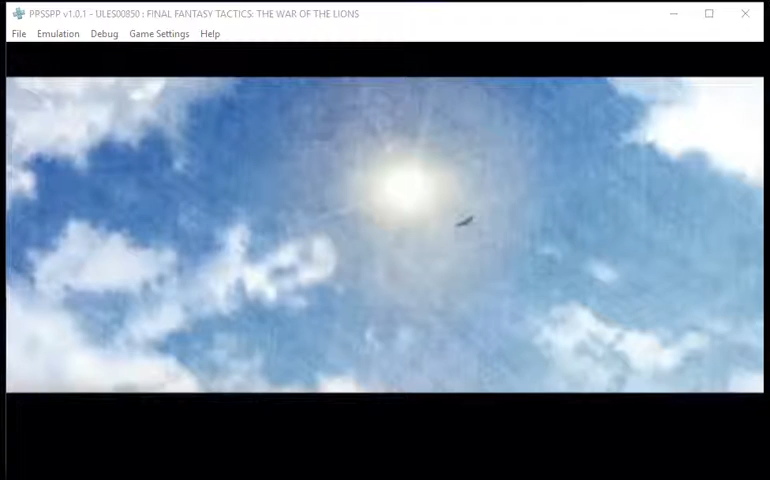 PPSSPP v1.0.1 - ULES00850 : FINAL FANTASY TACTICS: THE WAR OF THE LIONS
File Emulation Debug Game Settings Help